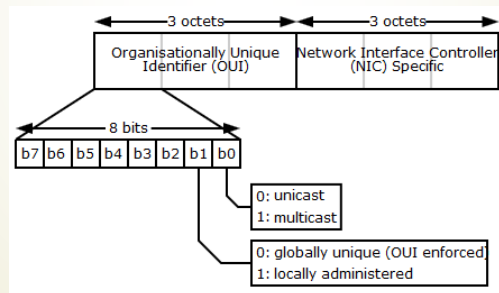 3 octets 3 octets
Organisationally Unique Network Interface Controller
Identifier (OUI) (NIC) Specific
8 bits
b7 b6 b5 b4 b3 b2 b1 b0
0: unicast
1: multicast
0: globally unique (OUI enforced)
1: locally administered